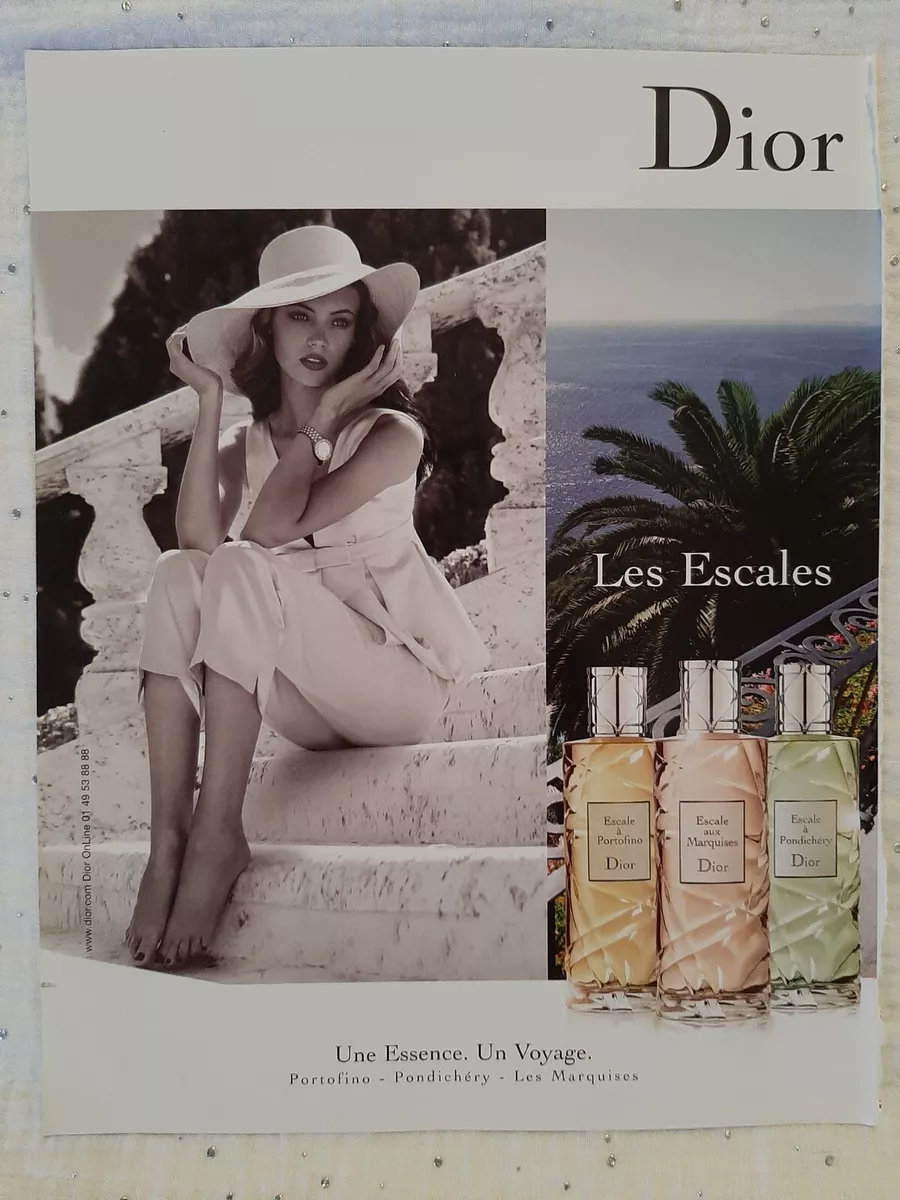 Dior
Les Escales
Escale
à
Portofino
Dior
Escale
aux
Marquises
Dior
Escale
à
Pondichéry
Dior
www.dior.com Dior OnLine 01 49 53 88 88
Une Essence. Un Voyage.
Portofino - Pondichéry - Les Marquises